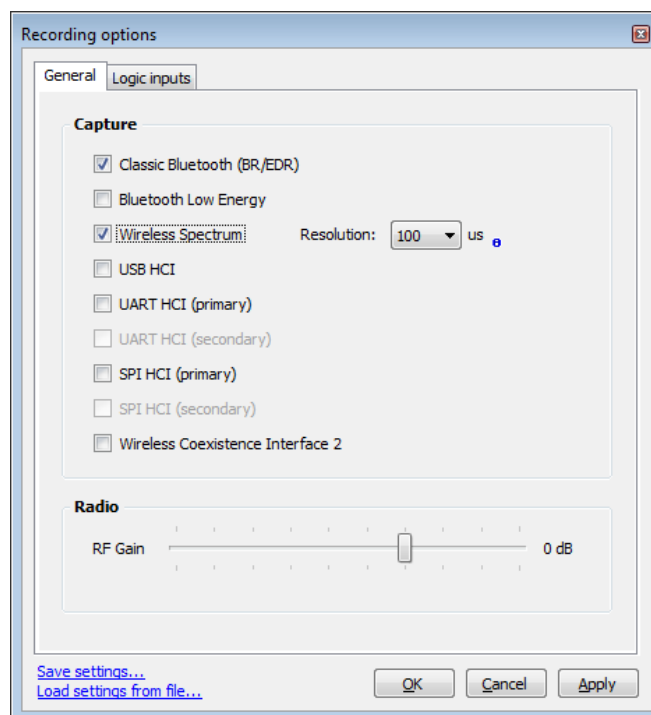 Recording options
General
Logic inputs
Capture
Classic Bluetooth (BR/EDR)
Bluetooth Low Energy
Wireless Spectrum Resolution: 100 us
USB HCI
UART HCI (primary)
UART HCI (secondary)
SPI HCI (primary)
SPI HCI (secondary)
Wireless Coexistence Interface 2
Radio
RF Gain 0 dB
Save settings...
Load settings from file...
OK Cancel Apply